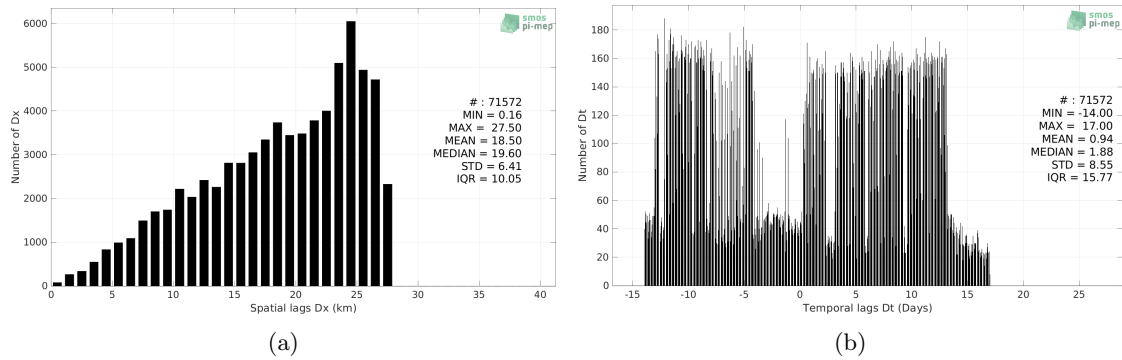 smos
pi-mep
6000
5000
4000
3000
2000
1000
0
Number of Dx
# : 71572
MIN = 0.16
MAX = 27.50
MEAN = 18.50
MEDIAN = 19.60
STD = 6.41
IQR = 10.05
0 5 10 15 20 25 30 35 40
Spatial lags Dx (km)
(a)
smos
pi-mep
180
160
140
120
100
80
60
40
20
0
Number of Dt
# : 71572
MIN = -14.00
MAX = 17.00
MEAN = 0.94
MEDIAN = 1.88
STD = 8.55
IQR = 15.77
-15 -10 -5 0 5 10 15 20 25
Temporal lags Dt (Days)
(b)